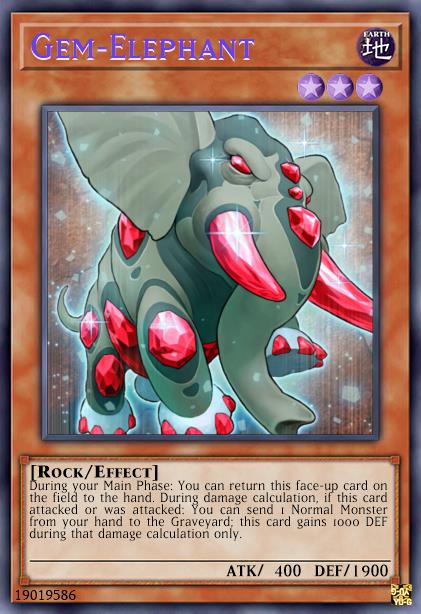 Gem-Elephant
EARTH
地
[Rock/Effect]
During your Main Phase: You can return this face-up card on
the field to the hand. During damage calculation, if this card
attacked or was attacked: You can send 1 Normal Monster
from your hand to the Graveyard; this card gains 1000 DEF
during that damage calculation only.
ATK/ 400 DEF/1900
19019586